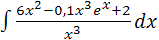 ∫ (6x² − 0,1x³eˣ + 2)/x³ dx